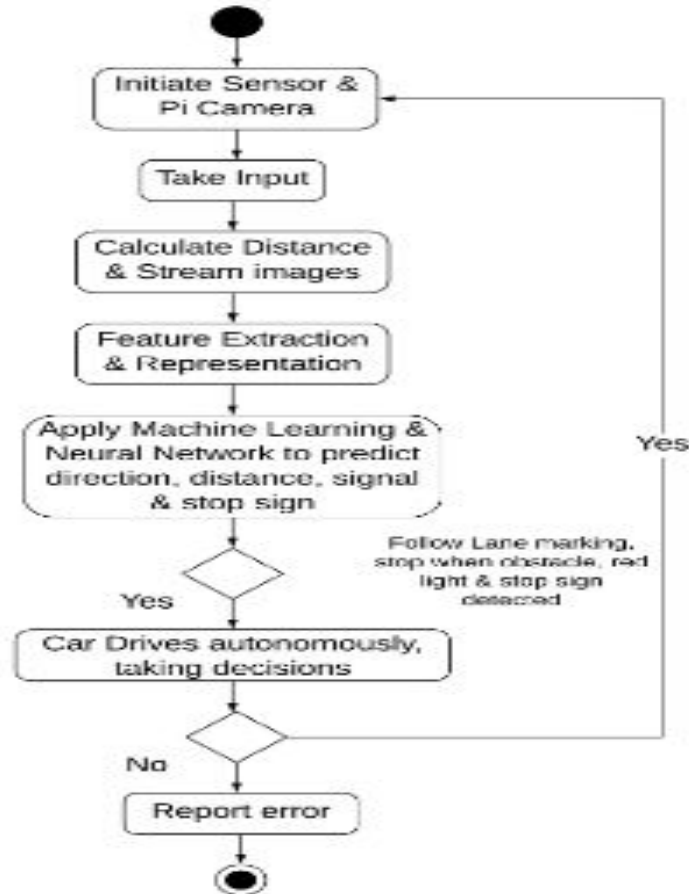 Initiate Sensor &
Pi Camera
Take Input
Calculate Distance
& Stream images
Feature Extraction
& Representation
Apply Machine Learning &
Neural Network to predict
direction, distance, signal
& stop sign
Yes
Follow Lane marking,
stop when obstacle, red
light & stop sign
detected
Yes
Car Drives autonomously,
taking decisions
No
Report error